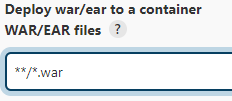 Deploy war/ear to a container
WAR/EAR files ?
**/*.war